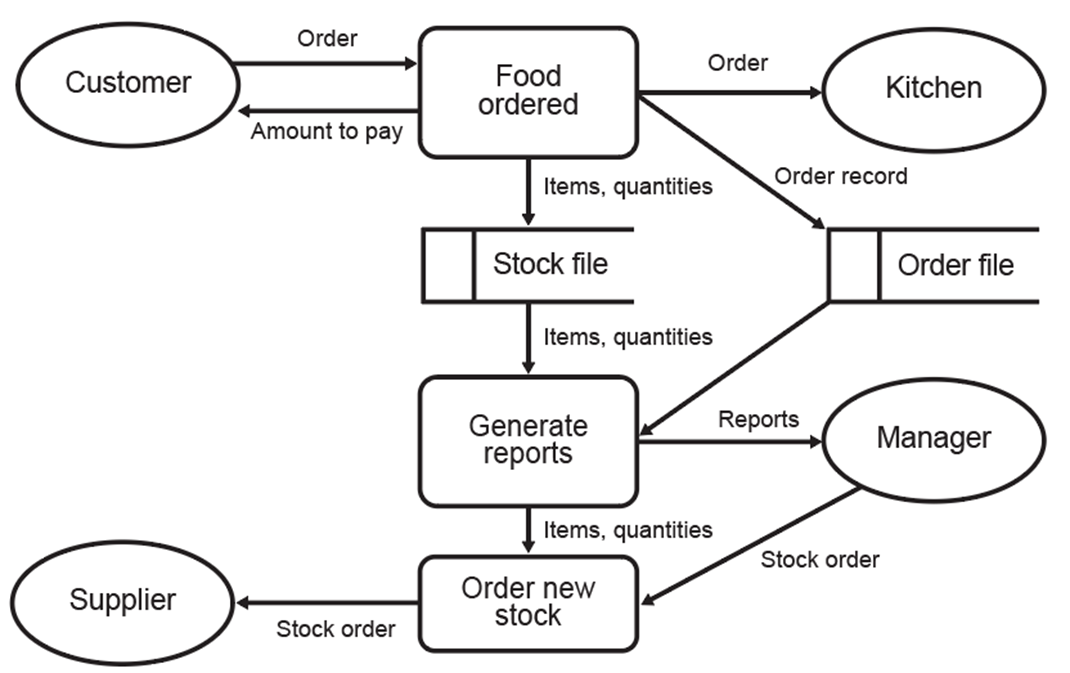 Order
Customer
Food
ordered
Order
Kitchen
Amount to pay
Items, quantities
Order record
Stock file
Order file
Items, quantities
Generate
reports
Reports
Manager
Items, quantities
Stock order
Supplier
Order new
stock
Stock order